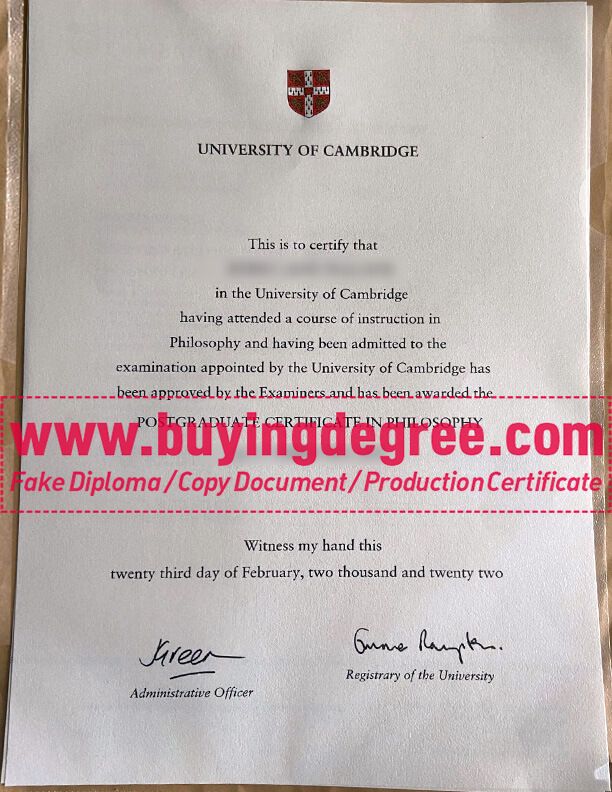 UNIVERSITY OF CAMBRIDGE
This is to certify that
in the University of Cambridge
having attended a course of instruction in
Philosophy and having been admitted to the
examination appointed by the University of Cambridge has
been approved by the Examiners and has been awarded the
POSTGRADUATE CERTIFICATE IN PHILOSOPHY
www.buyingdegree.com
Fake Diploma / Copy Document / Production Certificate
Witness my hand this
twenty third day of February, two thousand and twenty two
Administrative Officer
Registrary of the University